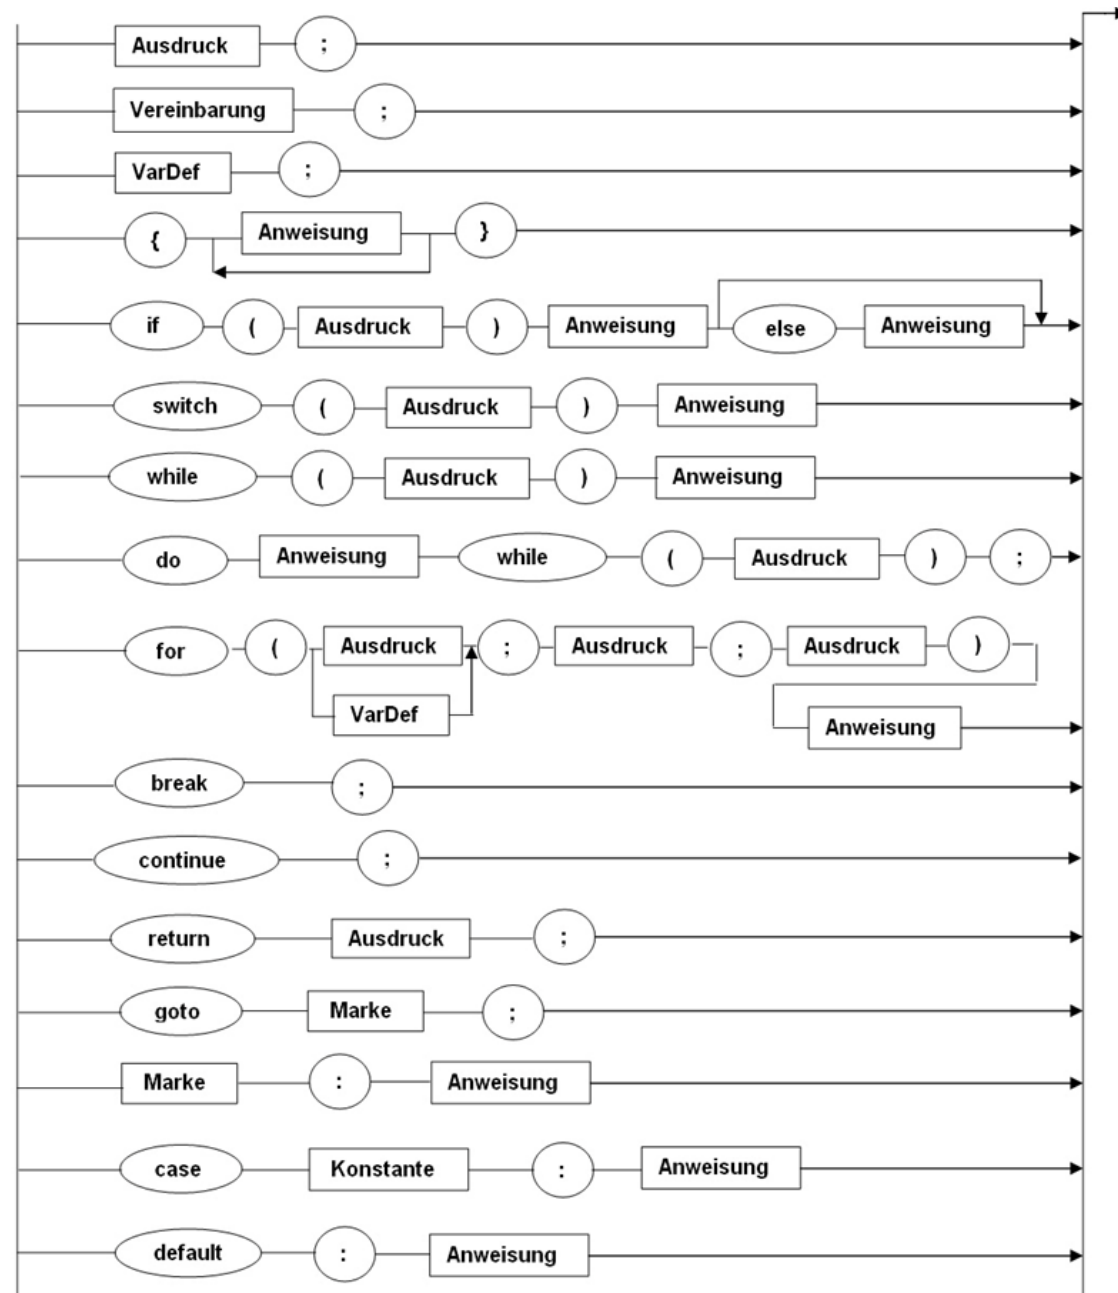 Ausdruck ;
Vereinbarung ;
VarDef ;
{ Anweisung }
if ( Ausdruck ) Anweisung else Anweisung
switch ( Ausdruck ) Anweisung
while ( Ausdruck ) Anweisung
do Anweisung while ( Ausdruck ) ;
for ( Ausdruck ; Ausdruck ; Ausdruck )
VarDef Anweisung
break ;
continue ;
return Ausdruck ;
goto Marke ;
Marke : Anweisung
case Konstante : Anweisung
default : Anweisung